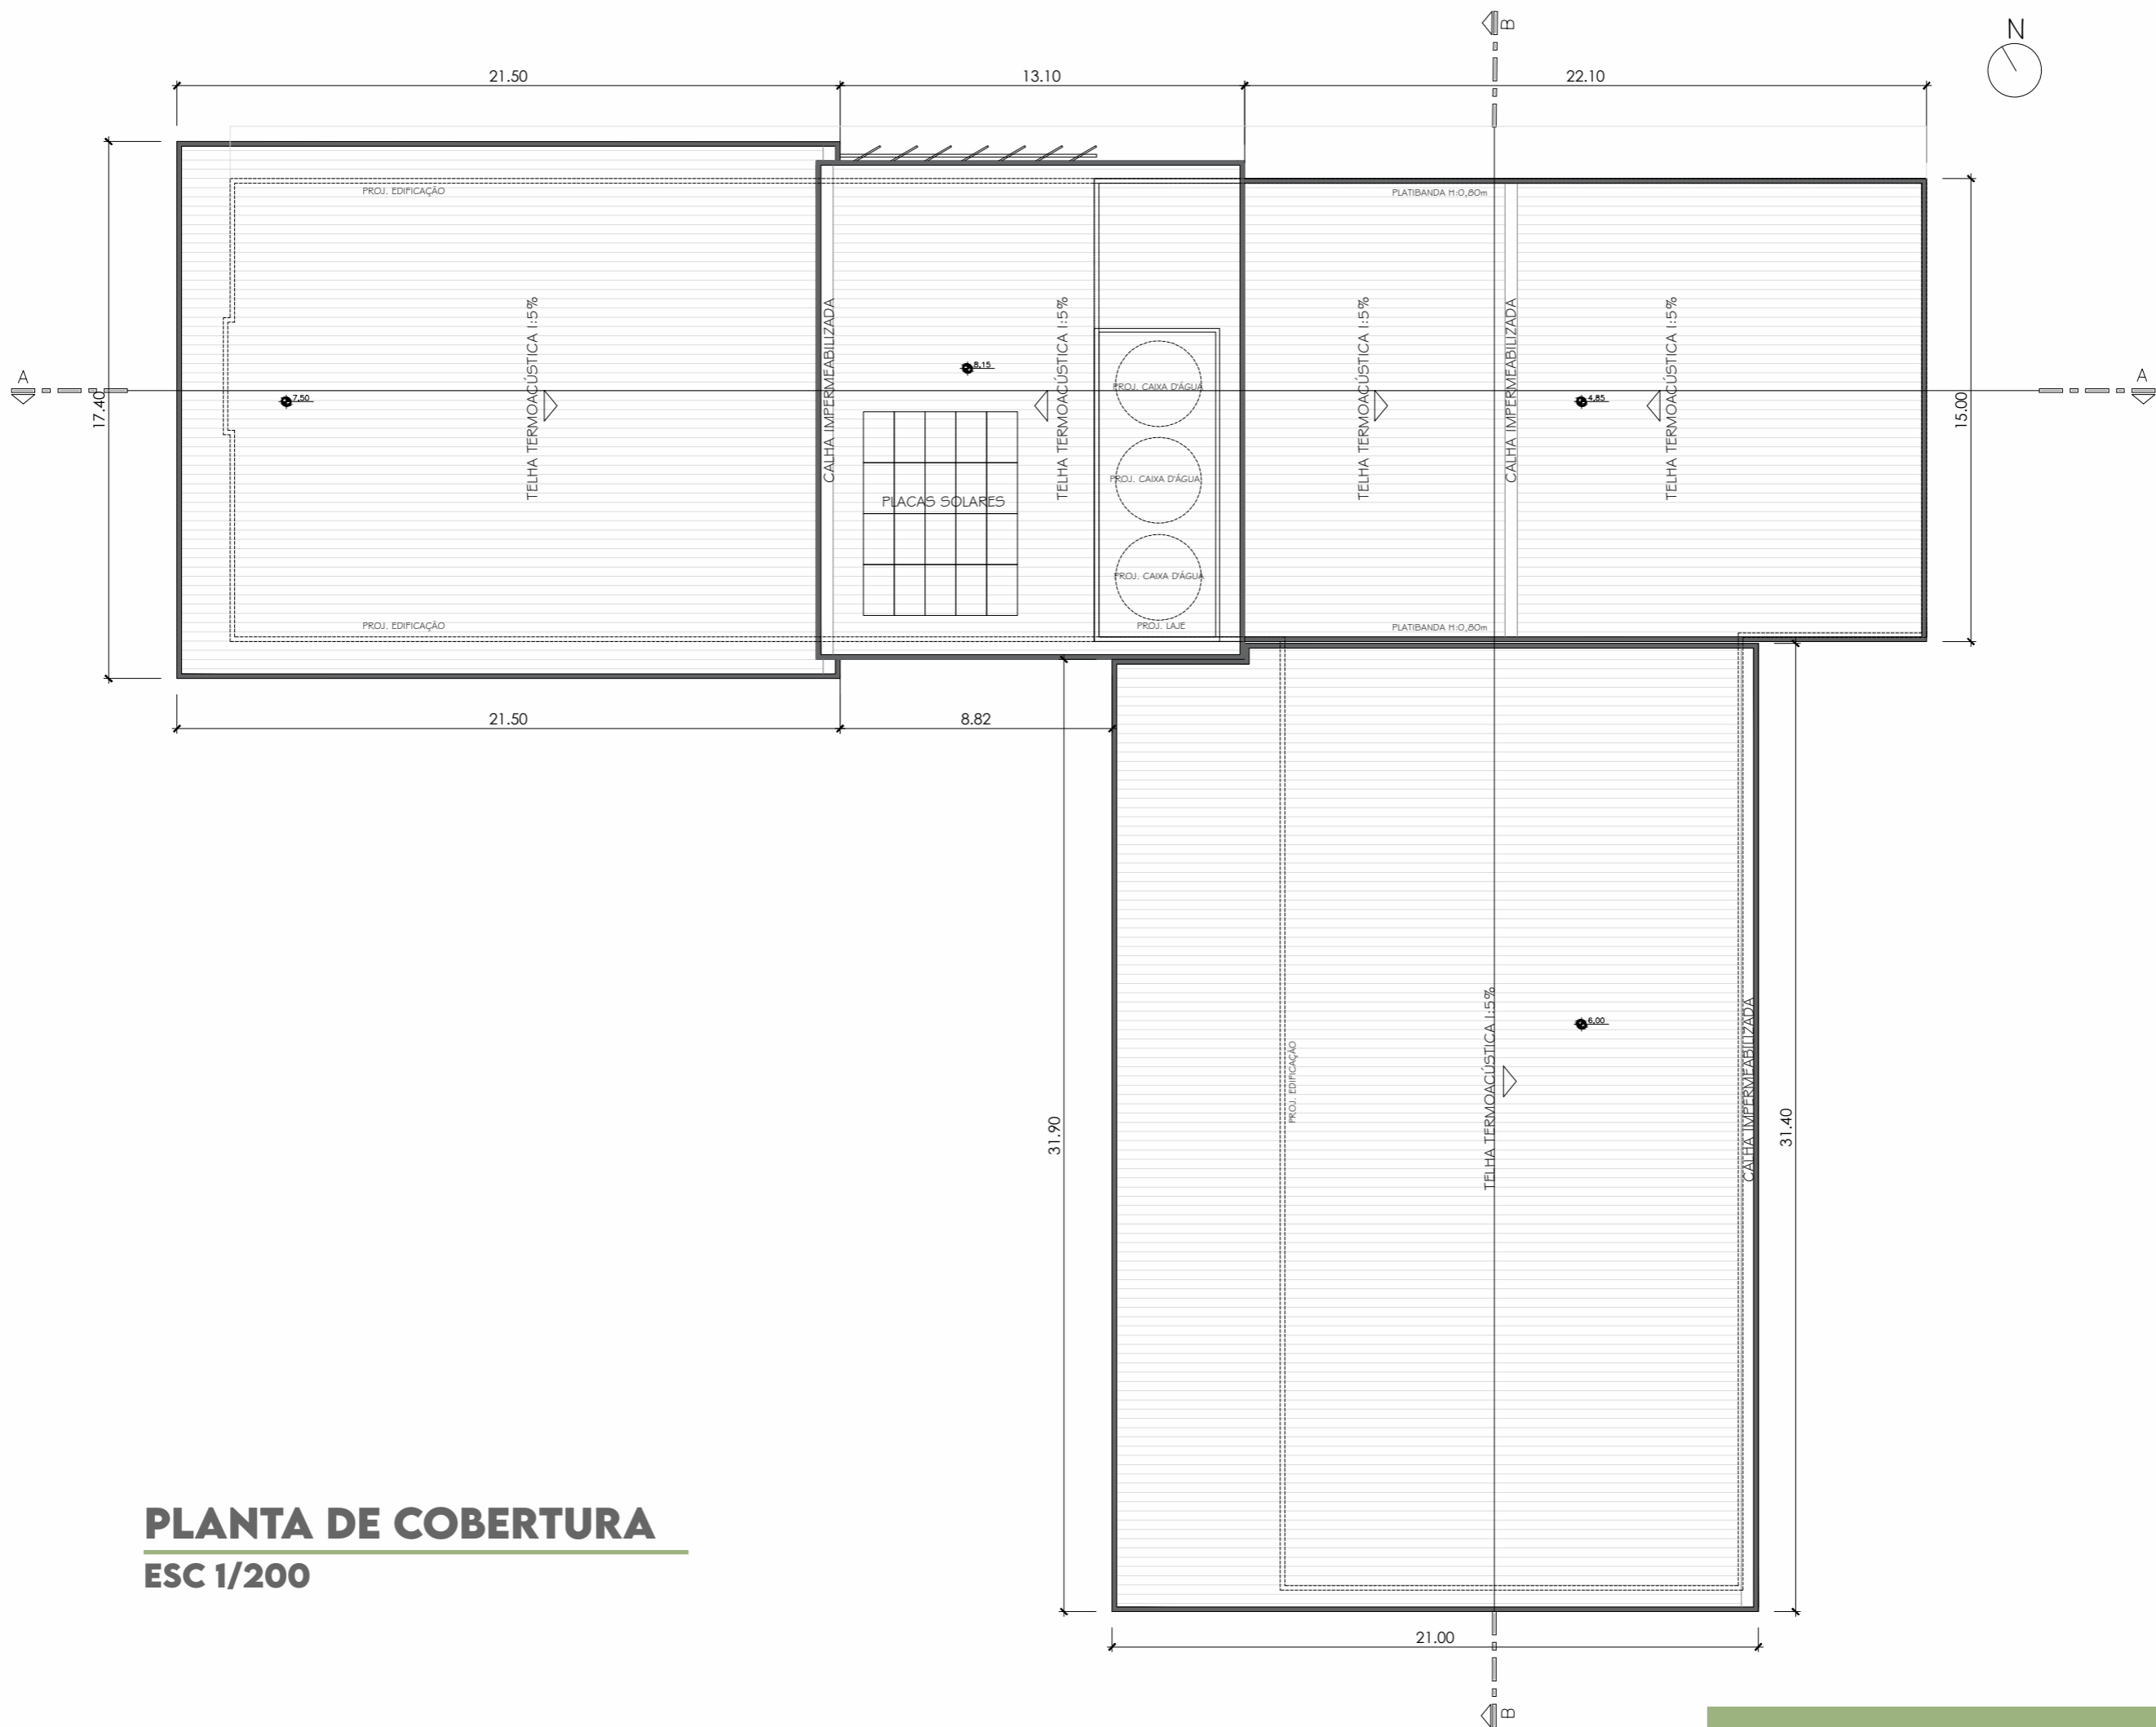 B
N
21.50
13.10
22.10
PROJ. EDIFICAÇÃO
PLATIBANDA H:0,80m
TELHA TERMOACÚSTICA I:5%
CALHA IMPERMEABILIZADA
TELHA TERMOACÚSTICA I:5%
TELHA TERMOACÚSTICA I:5%
CALHA IMPERMEABILIZADA
TELHA TERMOACÚSTICA I:5%
8,15
A
A
17.40
7,50
PROJ. CAIXA D'ÁGUA
4,85
15.00
PROJ. CAIXA D'ÁGUA
PLACAS SOLARES
PROJ. CAIXA D'ÁGUA
PROJ. EDIFICAÇÃO
PROJ. LAJE
PLATIBANDA H:0,80m
21.50
8.82
TELHA TERMOACÚSTICA I:5%
6,00
CALHA IMPERMEABILIZADA
PROJ. EDIFICAÇÃO
31.90
31.40
PLANTA DE COBERTURA
ESC 1/200
21.00
B